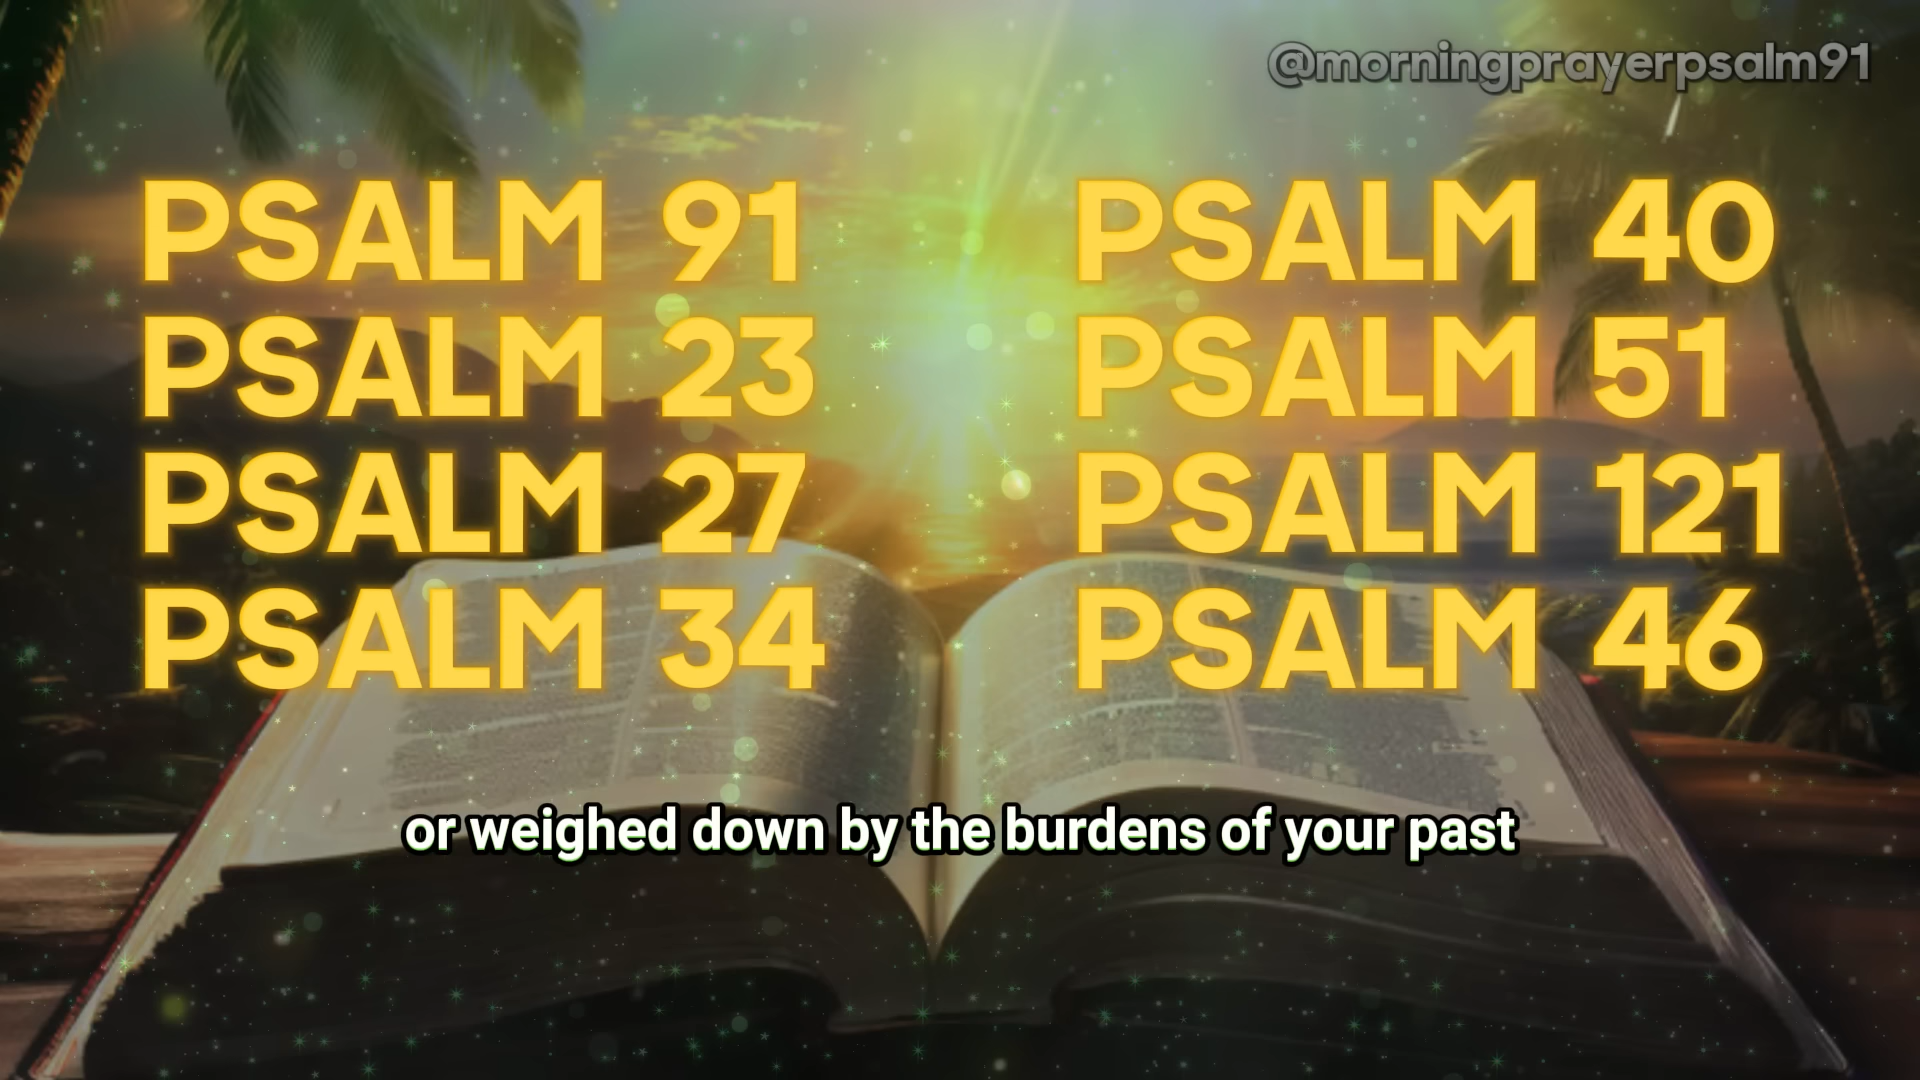 @morningprayerpsalm91
PSALM 91
PSALM 23
PSALM 27
PSALM 34
PSALM 40
PSALM 51
PSALM 121
PSALM 46
or weighed down by the burdens of your past